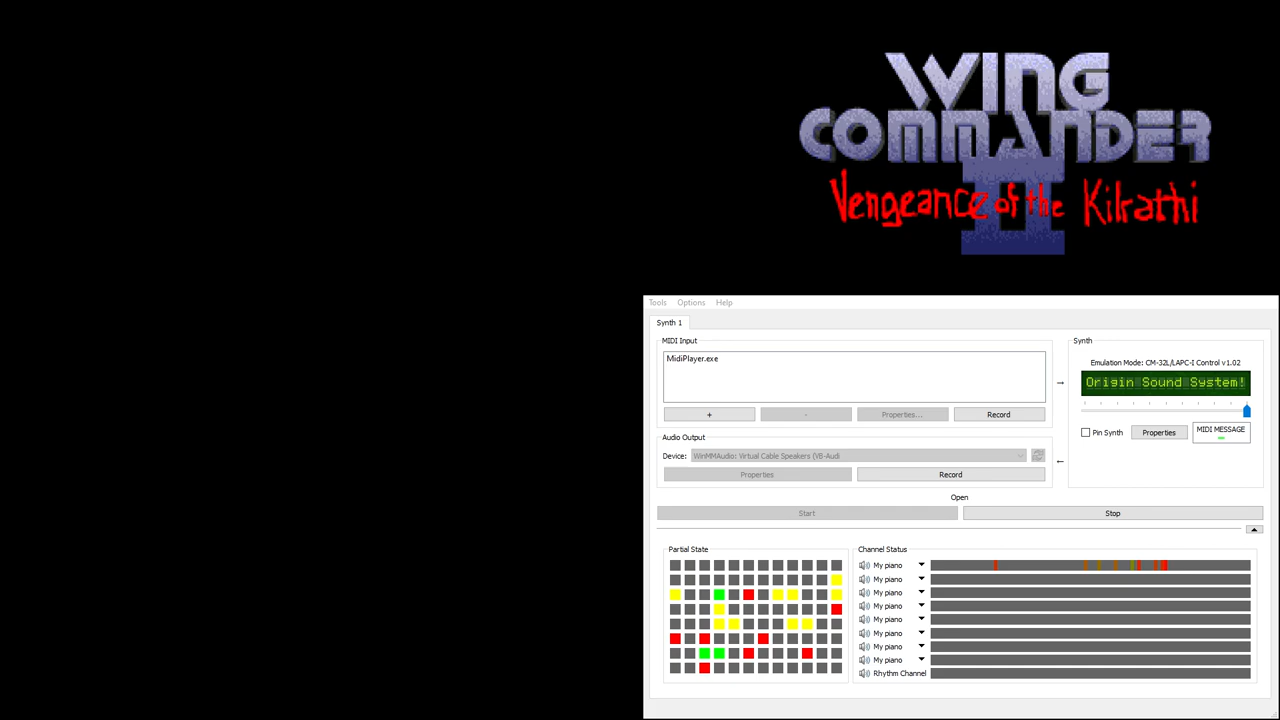 WING
COMMANDER
II
Vengeance of the Kilrathi
Tools Options Help
Synth 1
MIDI Input
MidiPlayer.exe
+ - Properties... Record
Synth
Emulation Mode: CM-32L/LAPC-I Control v1.02
Origin Sound System!
Pin Synth Properties MIDI MESSAGE
Audio Output
Device: WinMMAudio: Virtual Cable Speakers (VB-Audi
Properties Record
Open
Start Stop
Partial State
Channel Status
My piano
My piano
My piano
My piano
My piano
My piano
My piano
My piano
Rhythm Channel